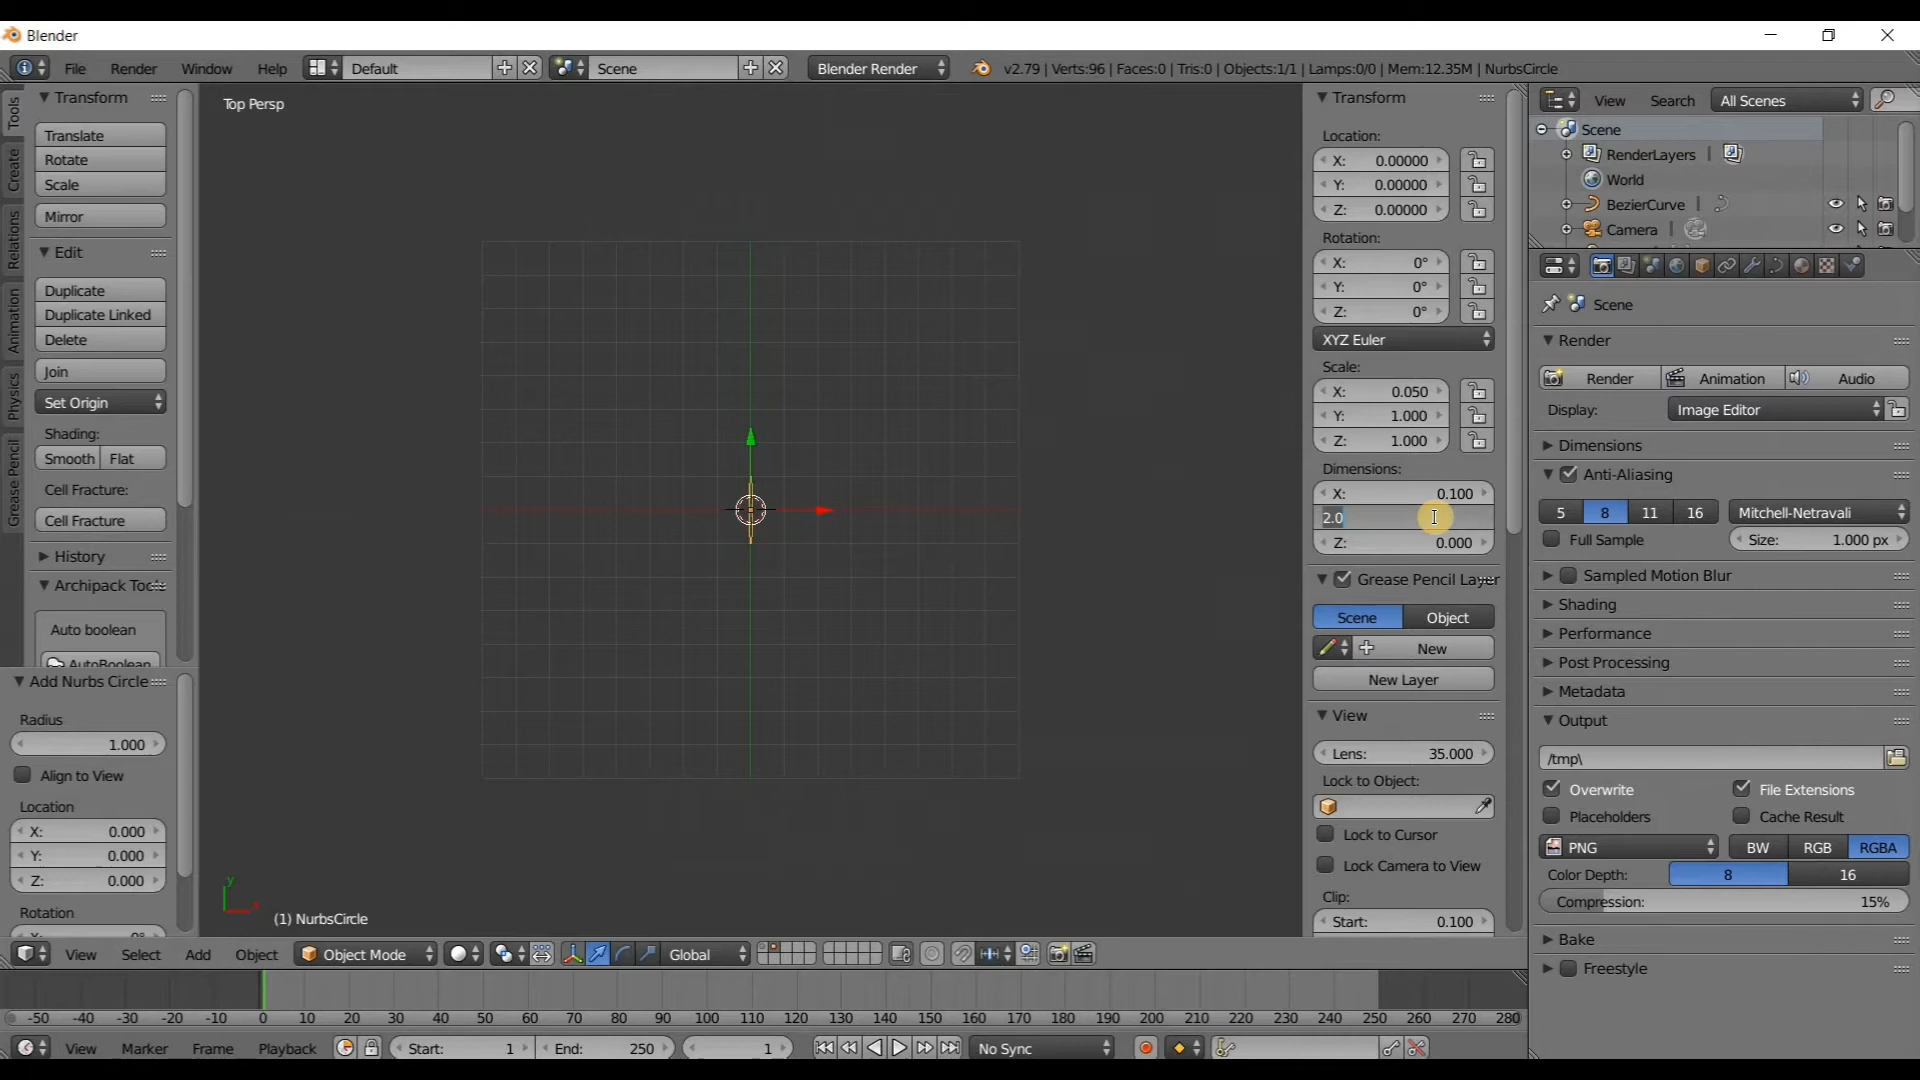 Blender
File Render Window Help Default Scene Blender Render v2.79 | Verts:96 | Faces:0 | Tris:0 | Objects:1/1 | Lamps:0/0 | Mem:12.35M | NurbsCircle
Tools
Create
Relations
Animation
Physics
Grease Pencil
Transform
Translate
Rotate
Scale
Mirror
Edit
Duplicate
Duplicate Linked
Delete
Join
Set Origin
Shading:
Smooth Flat
Cell Fracture:
Cell Fracture
History
Archipack Tools
Auto boolean
AutoBoolean
Add Nurbs Circle
Radius
1.000
Align to View
Location
X: 0.000
Y: 0.000
Z: 0.000
Rotation
X: 0°
Top Persp
y
x
(1) NurbsCircle
Transform
Location:
X: 0.00000
Y: 0.00000
Z: 0.00000
Rotation:
X: 0°
Y: 0°
Z: 0°
XYZ Euler
Scale:
X: 0.050
Y: 1.000
Z: 1.000
Dimensions:
X: 0.100
2.0
Z: 0.000
Grease Pencil Layer
Scene Object
New
New Layer
View
Lens: 35.000
Lock to Object:
Lock to Cursor
Lock Camera to View
Clip:
Start: 0.100
View Search All Scenes
Scene
RenderLayers |
World
BezierCurve |
Camera |
Scene
Render
Render Animation Audio
Display: Image Editor
Dimensions
Anti-Aliasing
5 8 11 16 Mitchell-Netravali
Full Sample Size: 1.000 px
Sampled Motion Blur
Shading
Performance
Post Processing
Metadata
Output
/tmp\
Overwrite File Extensions
Placeholders Cache Result
PNG BW RGB RGBA
Color Depth: 8 16
Compression: 15%
Bake
Freestyle
View Select Add Object Object Mode Global
-50 -40 -30 -20 -10 0 10 20 30 40 50 60 70 80 90 100 110 120 130 140 150 160 170 180 190 200 210 220 230 240 250 260 270 280
View Marker Frame Playback Start: 1 End: 250 1 No Sync